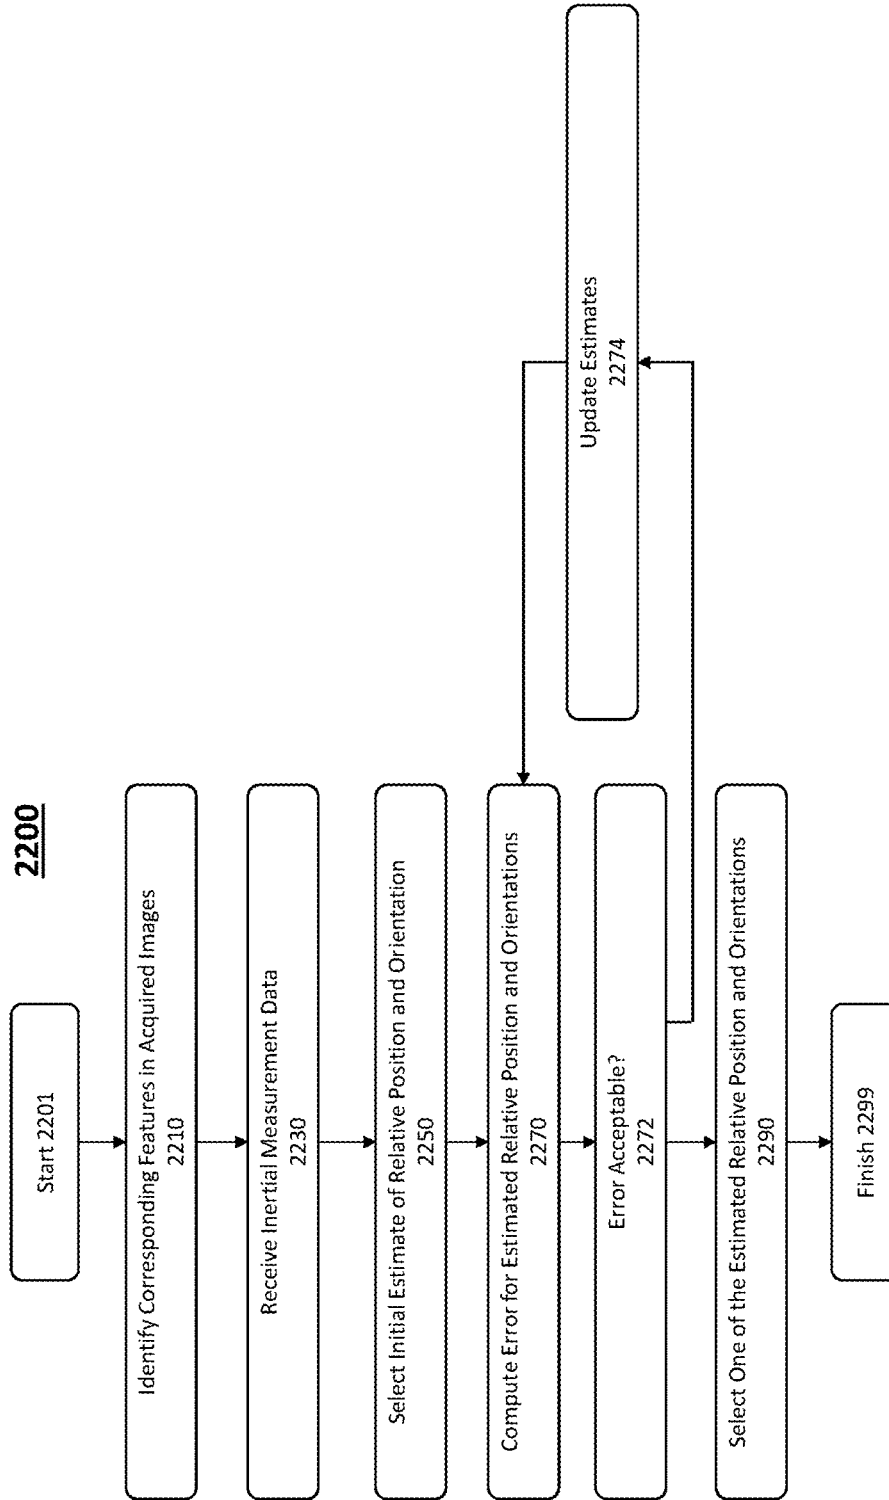 2200
Start 2201
Identify Corresponding Features in Acquired Images
2210
Receive Inertial Measurement Data
2230
Select Initial Estimate of Relative Position and Orientation
2250
Compute Error for Estimated Relative Position and Orientations
2270
Error Acceptable?
2272
Update Estimates
2274
Select One of the Estimated Relative Position and Orientations
2290
Finish 2299